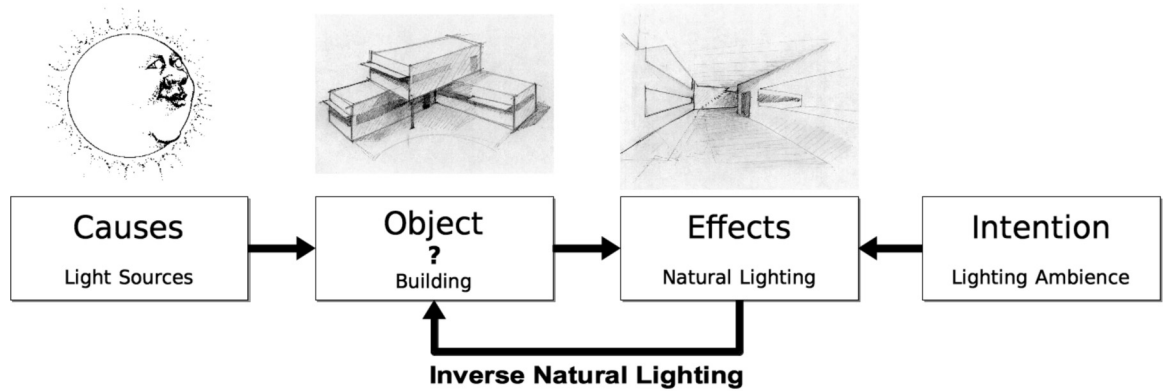 Causes
Light Sources
Object
?
Building
Effects
Natural Lighting
Intention
Lighting Ambience
Inverse Natural Lighting